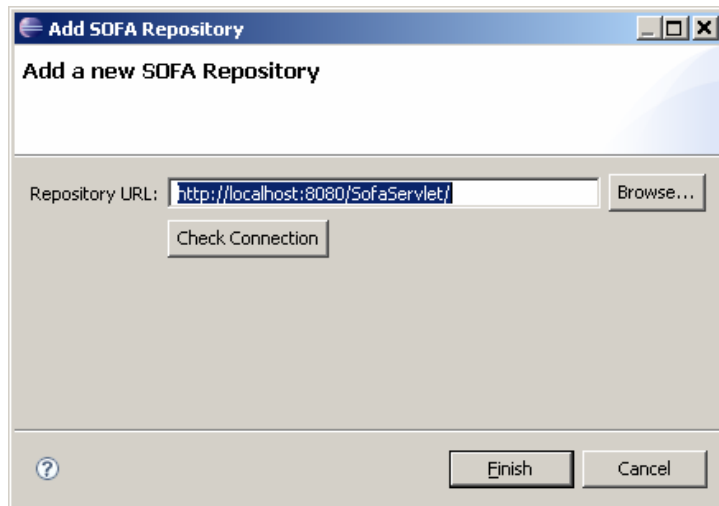 Add SOFA Repository
Add a new SOFA Repository
Repository URL: http://localhost:8080/SofaServlet/ Browse...
Check Connection
? Finish Cancel